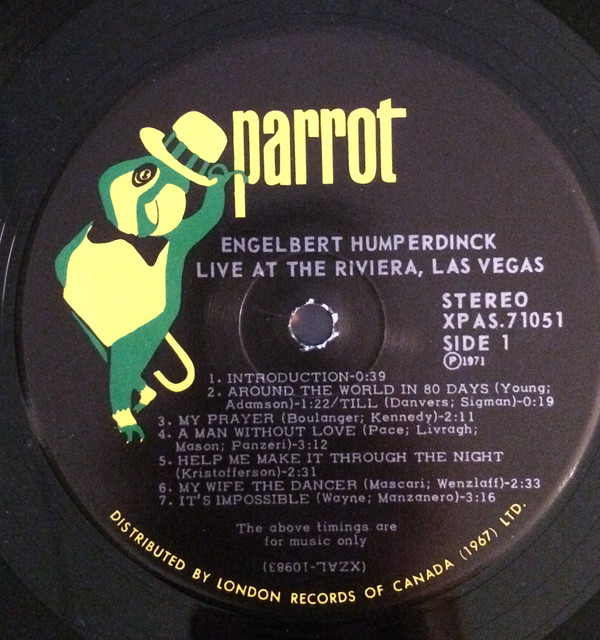 parrot
ENGELBERT HUMPERDINCK
LIVE AT THE RIVIERA, LAS VEGAS
STEREO
XPAS.71051
SIDE 1
Ⓟ1971
1. INTRODUCTION-0:39
2. AROUND THE WORLD IN 80 DAYS (Young;
Adamson)-1:22/TILL (Danvers; Sigman)-0:19
3. MY PRAYER (Boulanger; Kennedy)-2:11
4. A MAN WITHOUT LOVE (Pace; Livragh;
Mason; Panzeri)-3:12
5. HELP ME MAKE IT THROUGH THE NIGHT
(Kristofferson)-2:31
6. MY WIFE THE DANCER (Mascari; Wenzlaff)-2:33
7. IT'S IMPOSSIBLE (Wayne; Manzanero)-3:16
The above timings are
for music only
(XZAL-10983)
DISTRIBUTED BY LONDON RECORDS OF CANADA (1967) LTD.